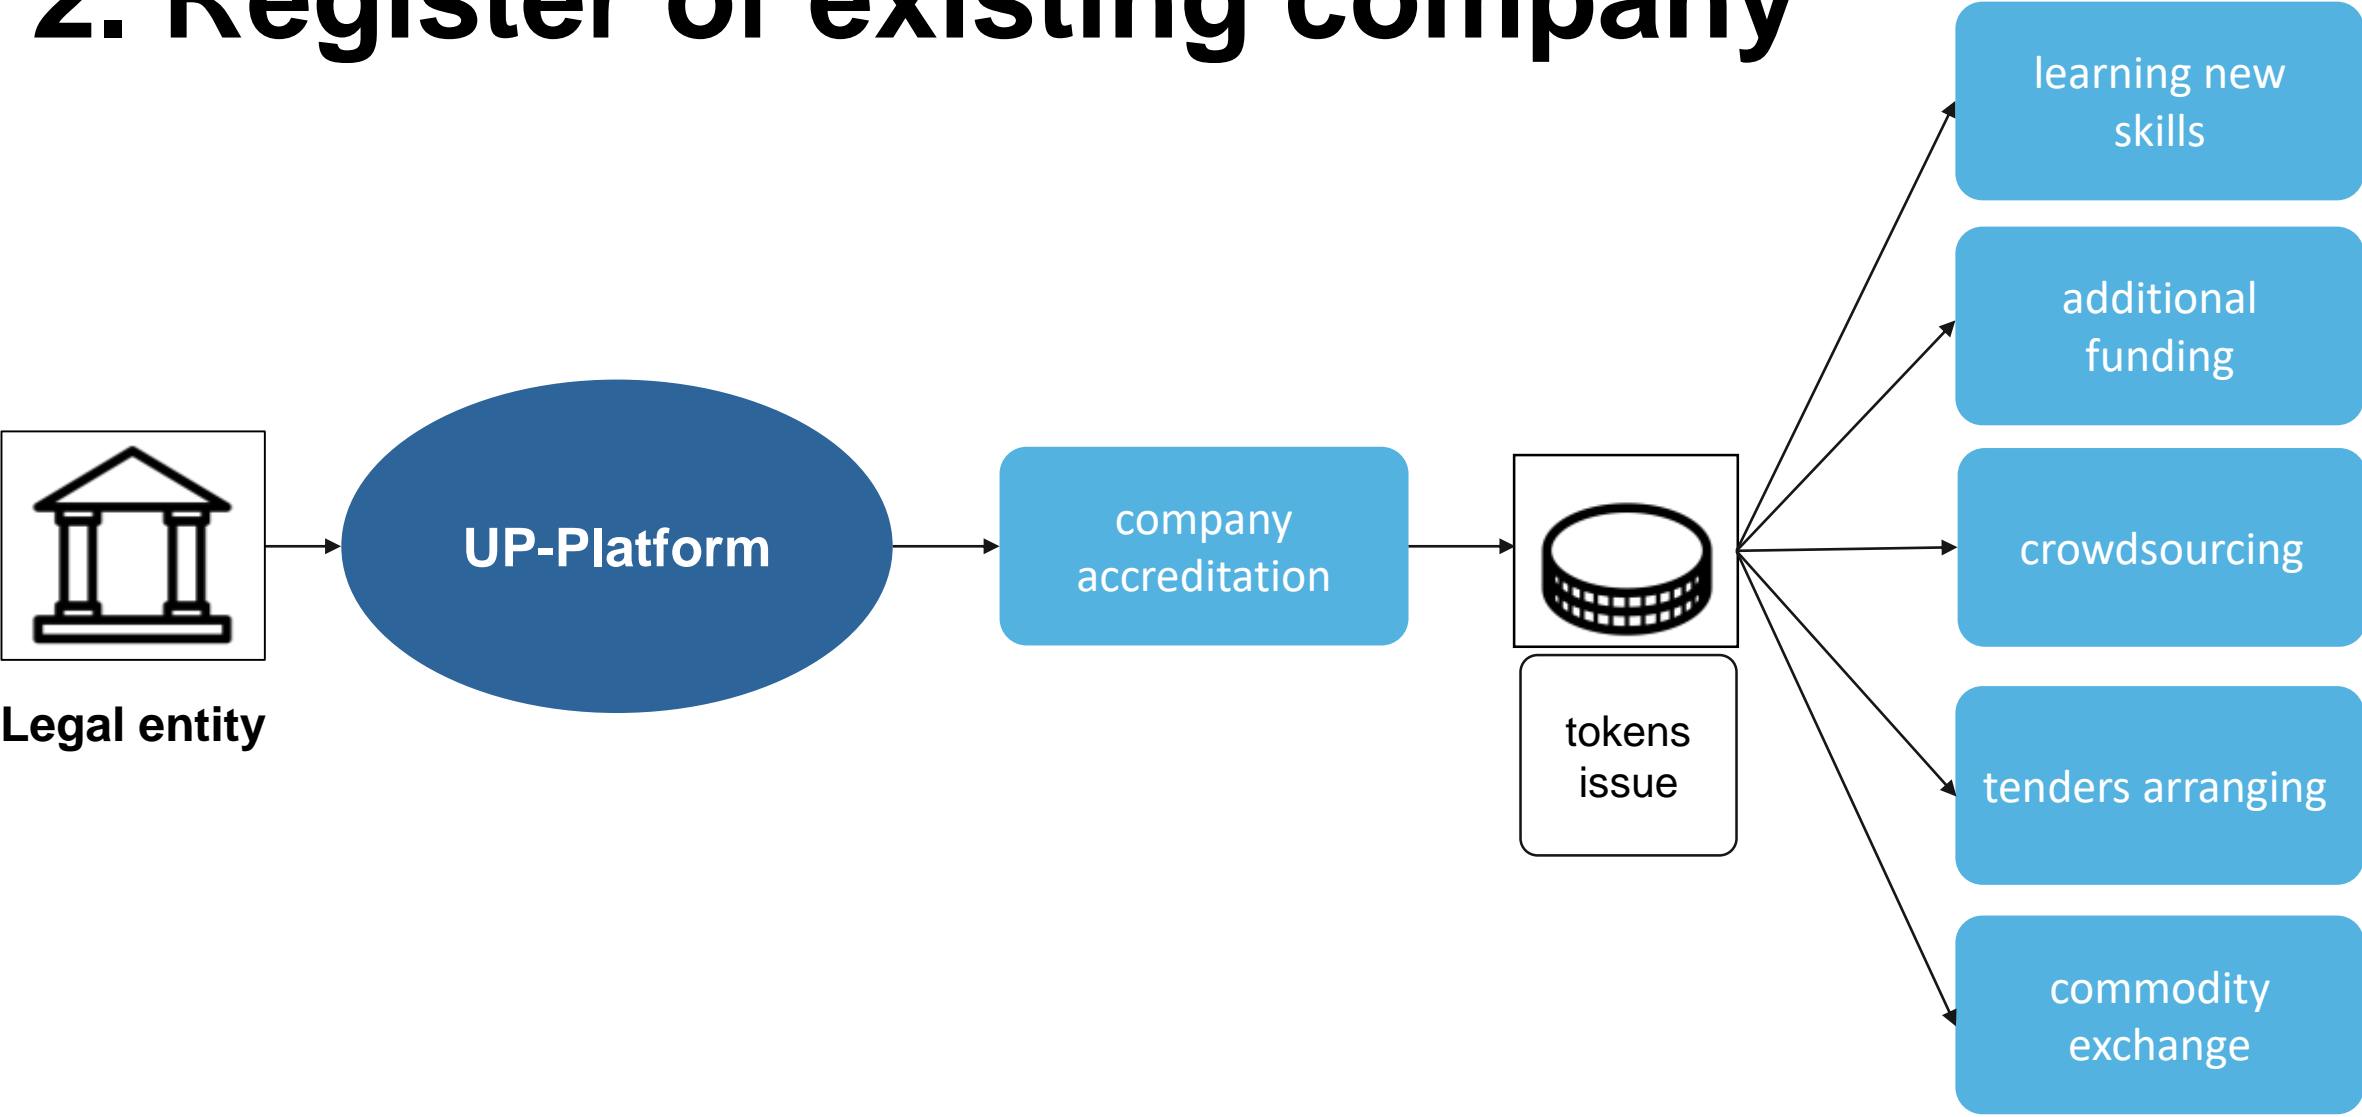 2. Register of existing company
learning new
skills
additional
funding
UP-Platform
company
accreditation
crowdsourcing
Legal entity
tokens
issue
tenders arranging
commodity
exchange